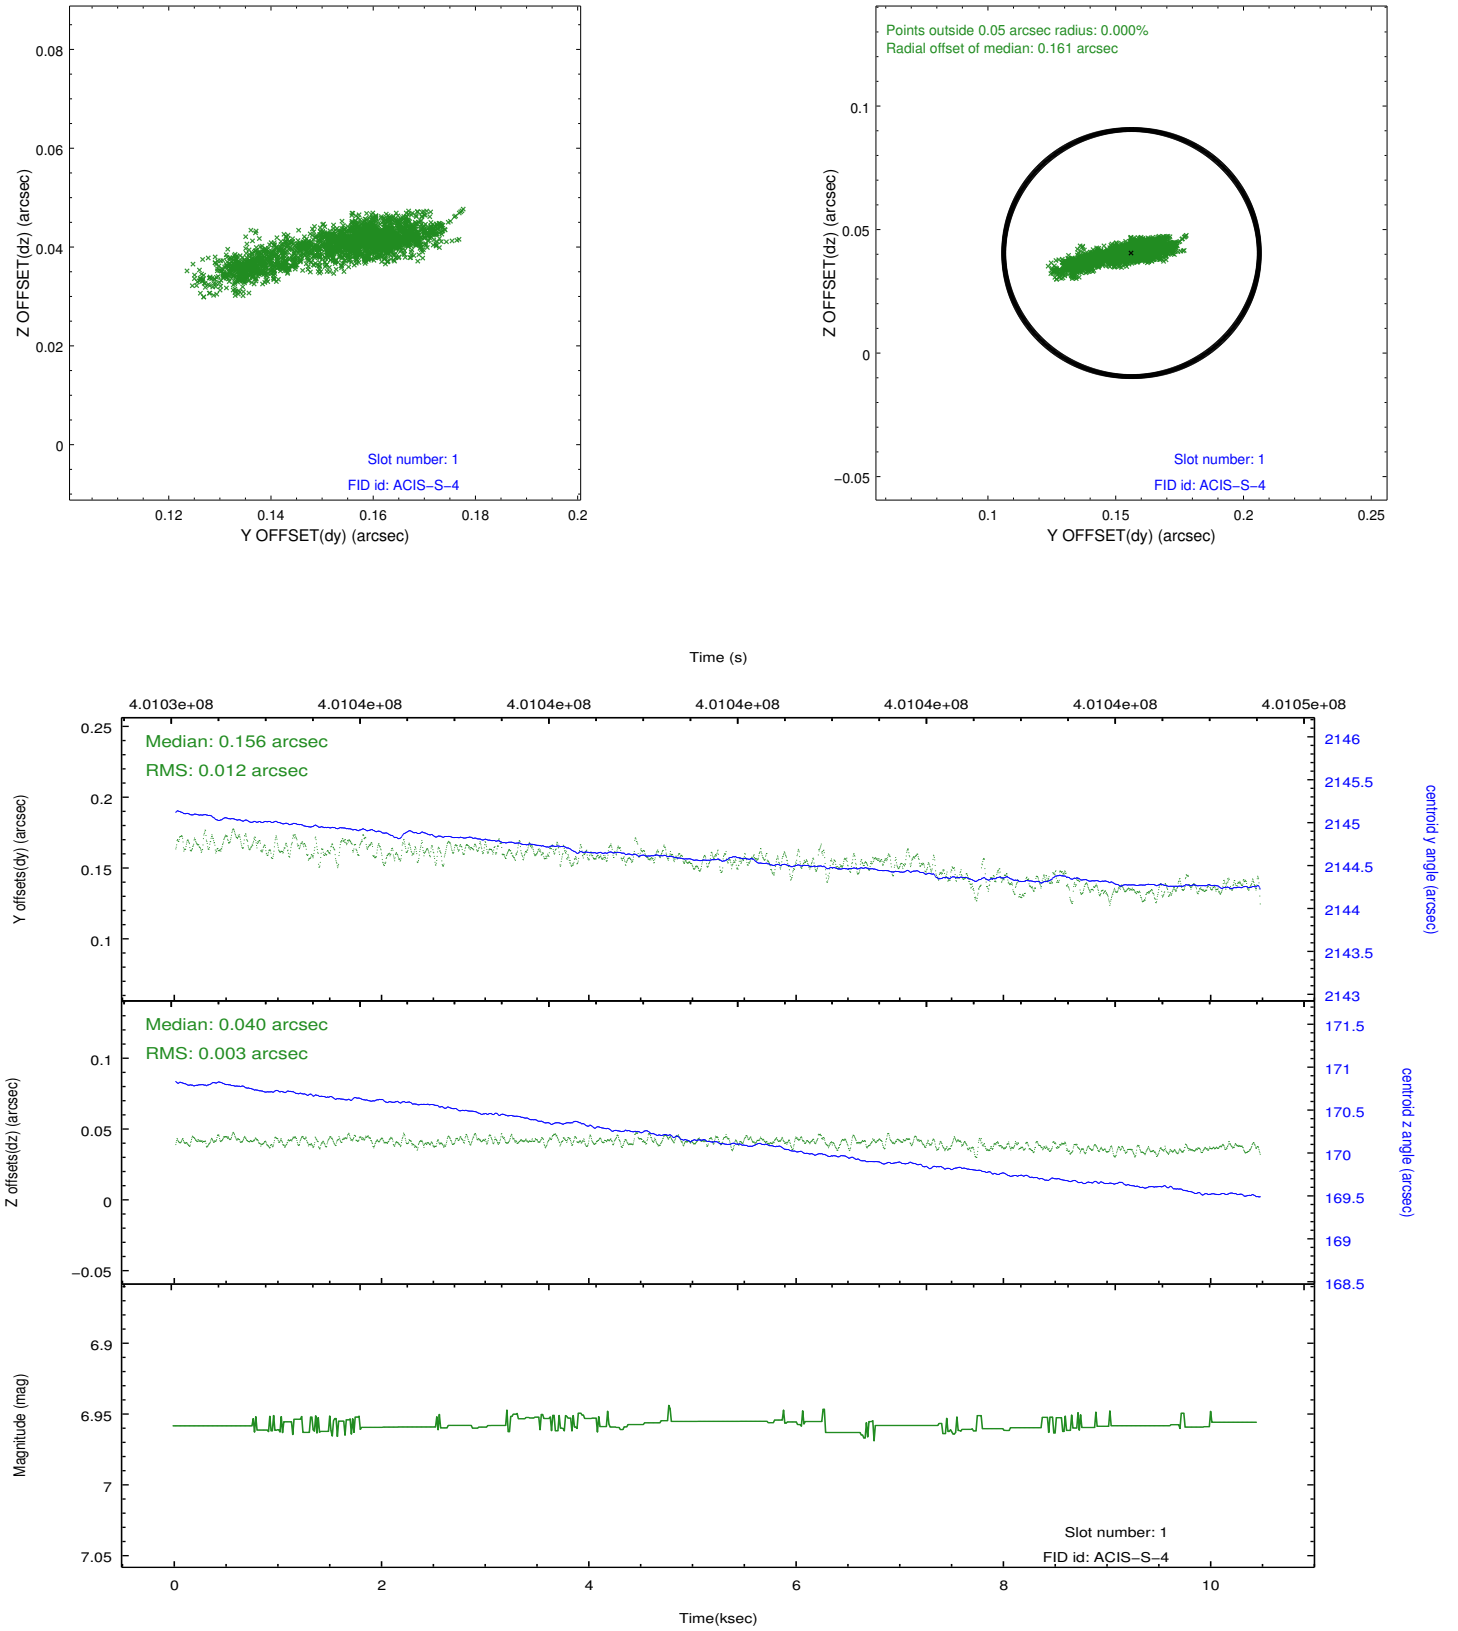 0.08
0.06
0.04
0.02
0
Z OFFSET(dz) (arcsec)
Slot number: 1
FID id: ACIS−S−4
0.12 0.14 0.16 0.18 0.2
Y OFFSET(dy) (arcsec)
Points outside 0.05 arcsec radius: 0.000%
Radial offset of median: 0.161 arcsec
0.1
0.05
0
−0.05
Z OFFSET(dz) (arcsec)
Slot number: 1
FID id: ACIS−S−4
0.1 0.15 0.2 0.25
Y OFFSET(dy) (arcsec)
Time (s)
4.0103e+08 4.0104e+08 4.0104e+08 4.0104e+08 4.0104e+08 4.0104e+08 4.0105e+08
Median: 0.156 arcsec
RMS: 0.012 arcsec
0.25
0.2
0.15
0.1
Y offsets(dy) (arcsec)
2146
2145.5
2145
2144.5
2144
2143.5
2143
centroid y angle (arcsec)
Median: 0.040 arcsec
RMS: 0.003 arcsec
0.1
0.05
0
−0.05
Z offsets(dz) (arcsec)
171.5
171
170.5
170
169.5
169
168.5
centroid z angle (arcsec)
6.9
6.95
7
7.05
Magnitude (mag)
Slot number: 1
FID id: ACIS−S−4
0 2 4 6 8 10
Time(ksec)